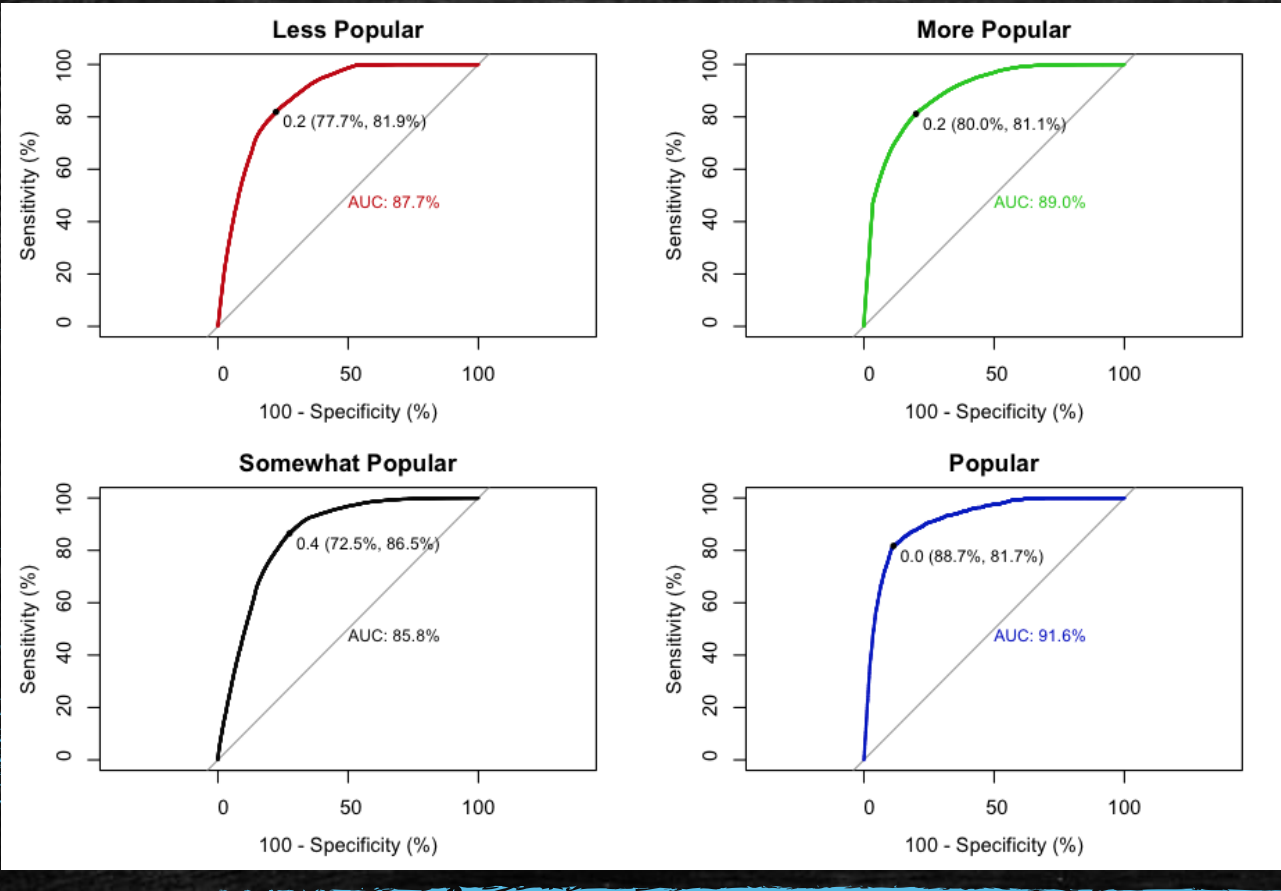 Less Popular
Sensitivity (%)
100
80
60
40
20
0
0.2 (77.7%, 81.9%)
AUC: 87.7%
0 50 100
100 - Specificity (%)
More Popular
Sensitivity (%)
100
80
60
40
20
0
0.2 (80.0%, 81.1%)
AUC: 89.0%
0 50 100
100 - Specificity (%)
Somewhat Popular
Sensitivity (%)
100
80
60
40
20
0
0.4 (72.5%, 86.5%)
AUC: 85.8%
0 50 100
100 - Specificity (%)
Popular
Sensitivity (%)
100
80
60
40
20
0
0.0 (88.7%, 81.7%)
AUC: 91.6%
0 50 100
100 - Specificity (%)